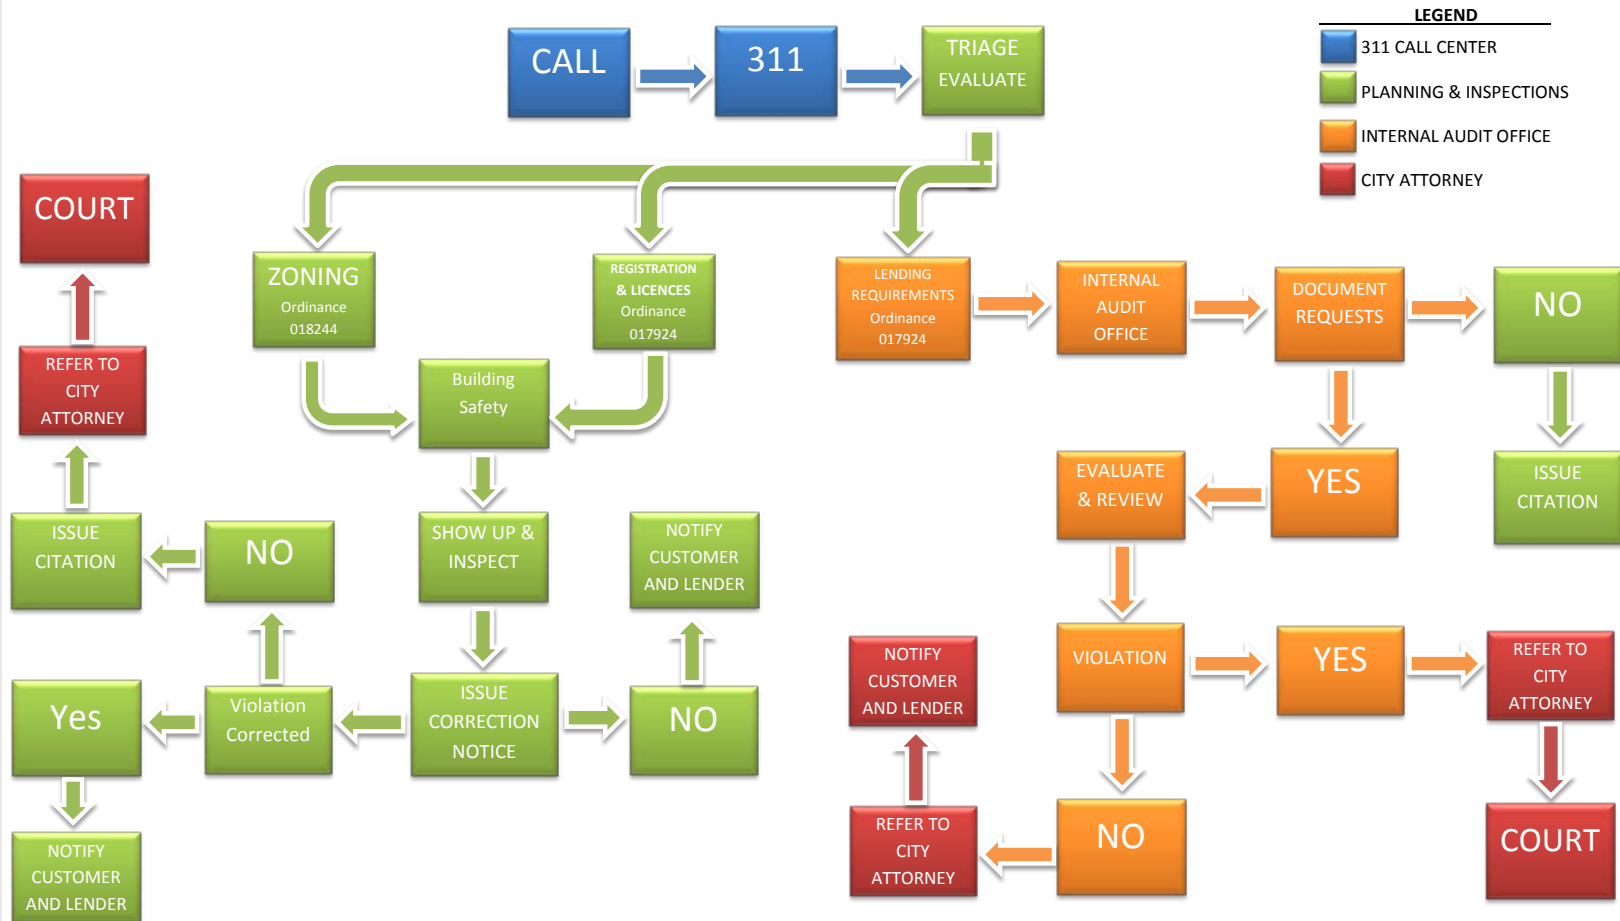 LEGEND
311 CALL CENTER
PLANNING & INSPECTIONS
INTERNAL AUDIT OFFICE
CITY ATTORNEY
CALL
311
TRIAGE
EVALUATE
COURT
REFER TO
CITY
ATTORNEY
ZONING
Ordinance
018244
REGISTRATION
& LICENCES
Ordinance
017924
LENDING
REQUIREMENTS
Ordinance
017924
INTERNAL
AUDIT
OFFICE
DOCUMENT
REQUESTS
NO
Building
Safety
EVALUATE
& REVIEW
YES
ISSUE
CITATION
ISSUE
CITATION
NO
SHOW UP &
INSPECT
NOTIFY
CUSTOMER
AND LENDER
Yes
Violation
Corrected
ISSUE
CORRECTION
NOTICE
NO
NOTIFY
CUSTOMER
AND LENDER
VIOLATION
YES
REFER TO
CITY
ATTORNEY
NOTIFY
CUSTOMER
AND LENDER
REFER TO
CITY
ATTORNEY
NO
COURT